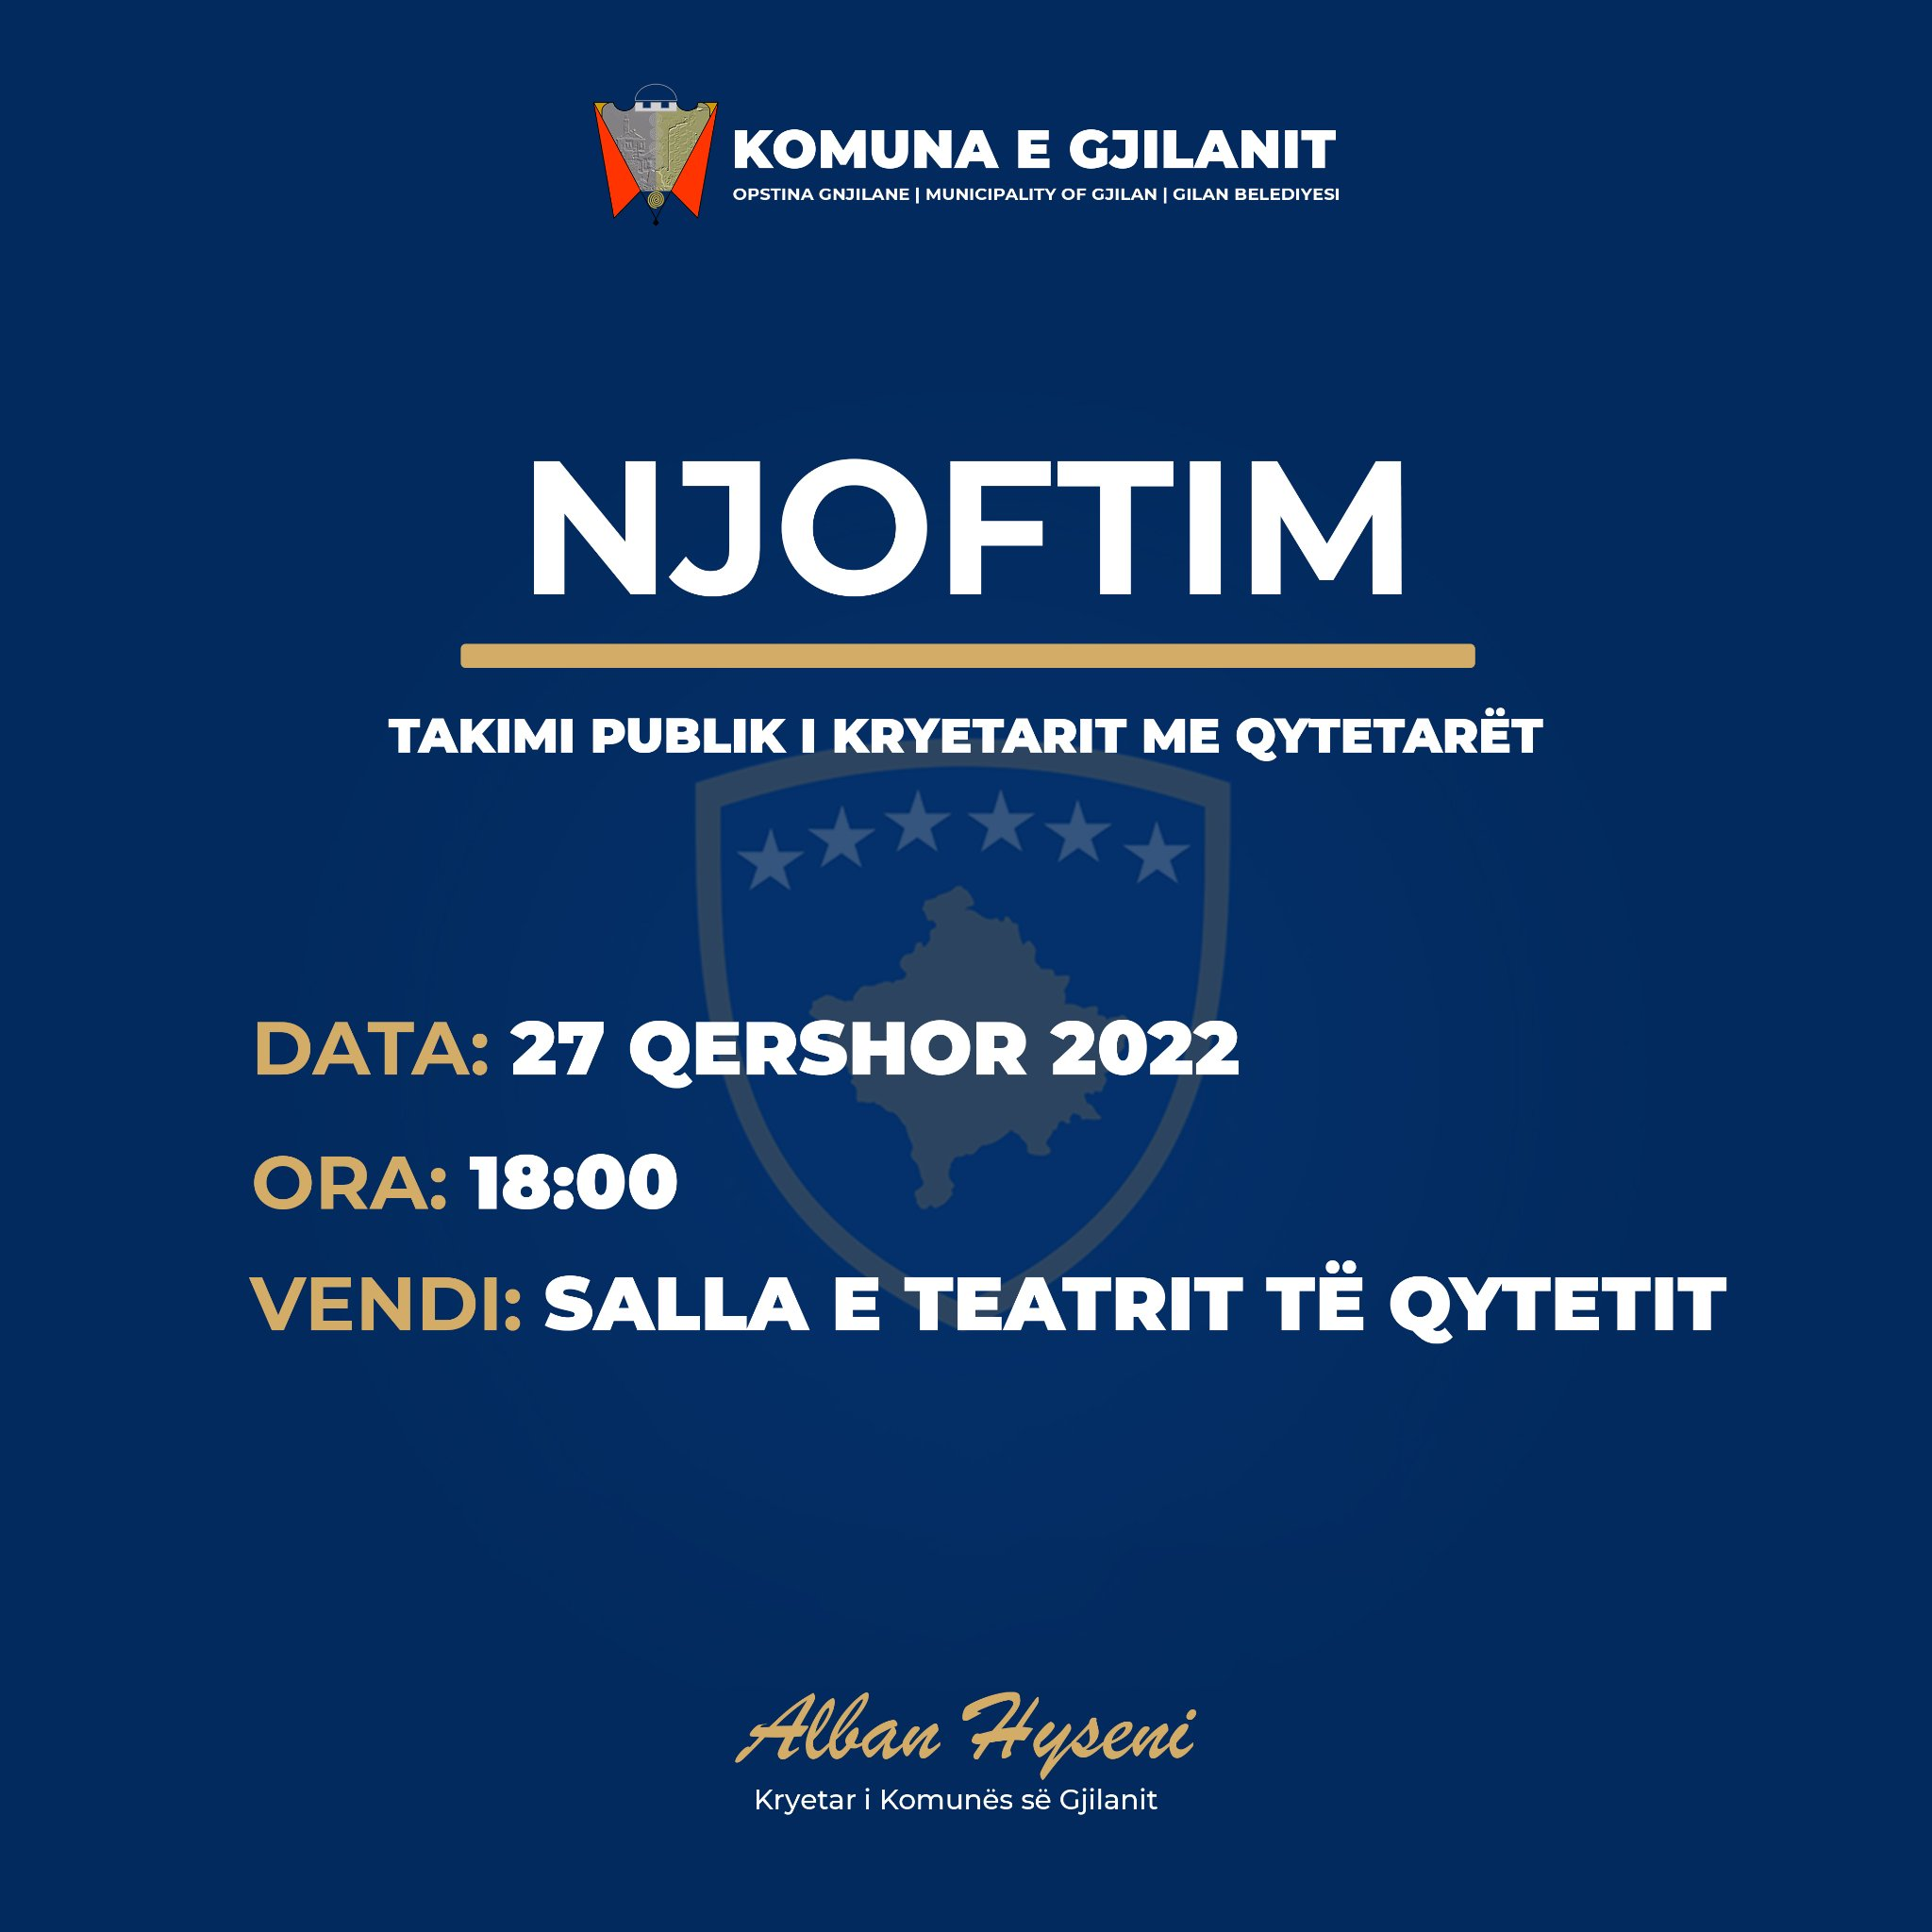 KOMUNA E GJILANIT
OPSTINA GNJILANE | MUNICIPALITY OF GJILAN | GILAN BELEDIYESI
NJOFTIM
TAKIMI PUBLIK I KRYETARIT ME QYTETARËT
DATA: 27 QERSHOR 2022
ORA: 18:00
VENDI: SALLA E TEATRIT TË QYTETIT
Alban Hyseni
Kryetar i Komunës së Gjilanit